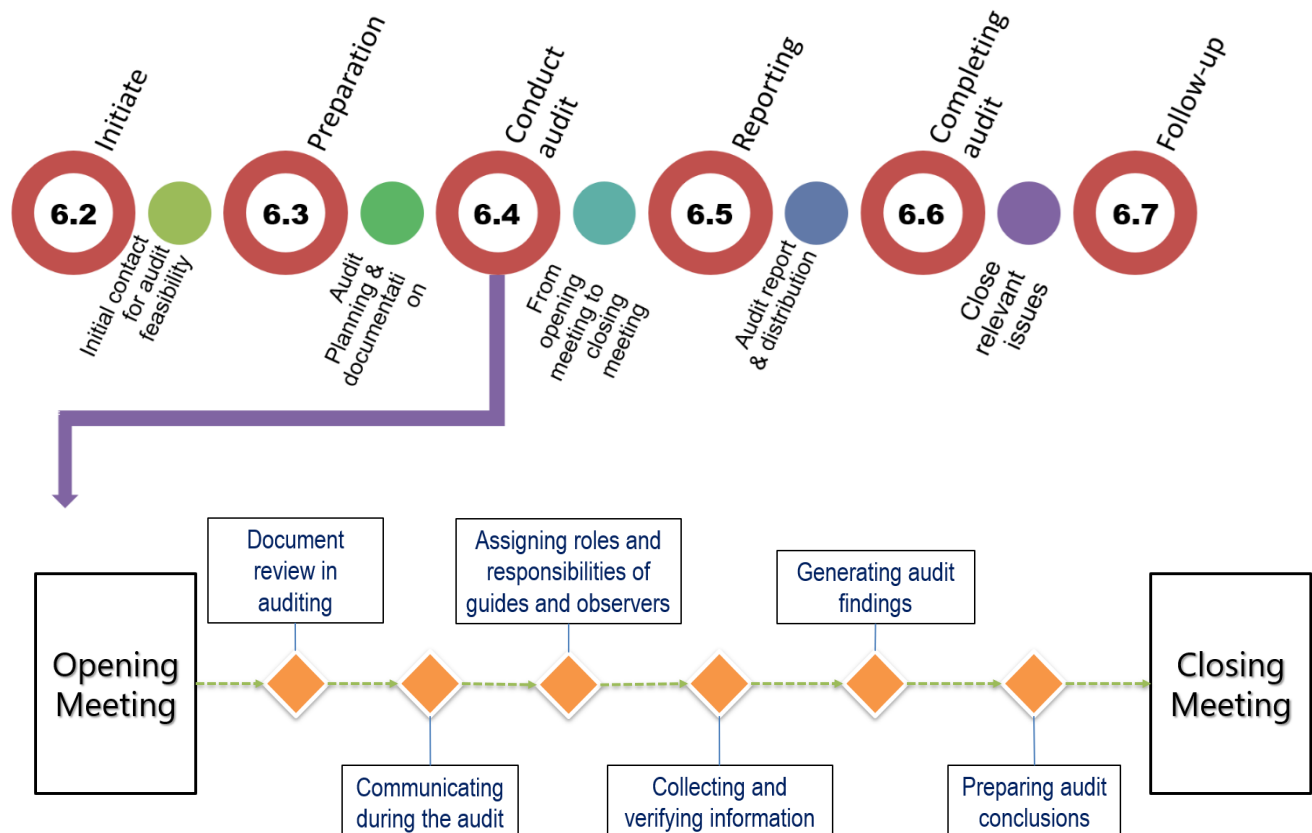 Initiate
Preparation
Conduct
audit
Reporting
Completing
audit
Follow-up
6.2
6.3
6.4
6.5
6.6
6.7
Initial contact
for audit
feasibility
Audit
Planning &
documentati
on
From
opening
meeting to
closing
meeting
Audit report
& distribution
Close
relevant
issues
Document
review in
auditing
Assigning roles and
responsibilities of
guides and observers
Generating audit
findings
Opening
Meeting
Closing
Meeting
Communicating
during the audit
Collecting and
verifying information
Preparing audit
conclusions